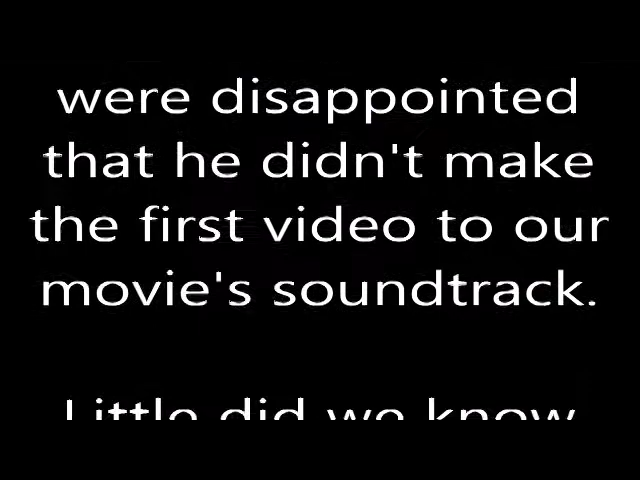 were disappointed
that he didn't make
the first video to our
movie's soundtrack.
Little did we know